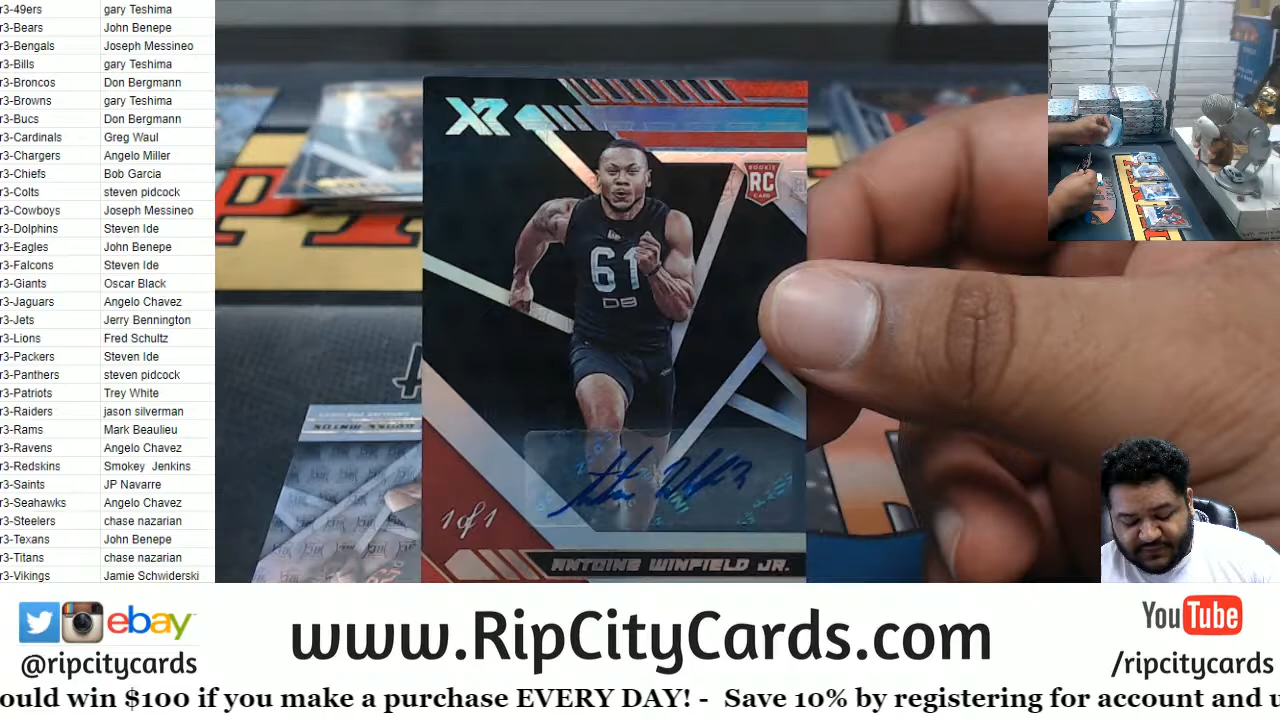 r3-49ers gary Teshima
r3-Bears John Benepe
r3-Bengals Joseph Messineo
r3-Bills gary Teshima
r3-Broncos Don Bergmann
r3-Browns gary Teshima
r3-Bucs Don Bergmann
r3-Cardinals Greg Waul
r3-Chargers Angelo Miller
r3-Chiefs Bob Garcia
r3-Colts steven pidcock
r3-Cowboys Joseph Messineo
r3-Dolphins Steven Ide
r3-Eagles John Benepe
r3-Falcons Steven Ide
r3-Giants Oscar Black
r3-Jaguars Angelo Chavez
r3-Jets Jerry Bennington
r3-Lions Fred Schultz
r3-Packers Steven Ide
r3-Panthers steven pidcock
r3-Patriots Trey White
r3-Raiders jason silverman
r3-Rams Mark Beaulieu
r3-Ravens Angelo Chavez
r3-Redskins Smokey Jenkins
r3-Saints JP Navarre
r3-Seahawks Angelo Chavez
r3-Steelers chase nazarian
r3-Texans John Benepe
r3-Titans chase nazarian
r3-Vikings Jamie Schwiderski
XR
ROOKIE
RC
CARD
61
DB
1 of 1
ANTOINE WINFIELD JR.
ebay
@ripcitycards
www.RipCityCards.com
YouTube
/ripcitycards
ould win $100 if you make a purchase EVERY DAY! - Save 10% by registering for account and u